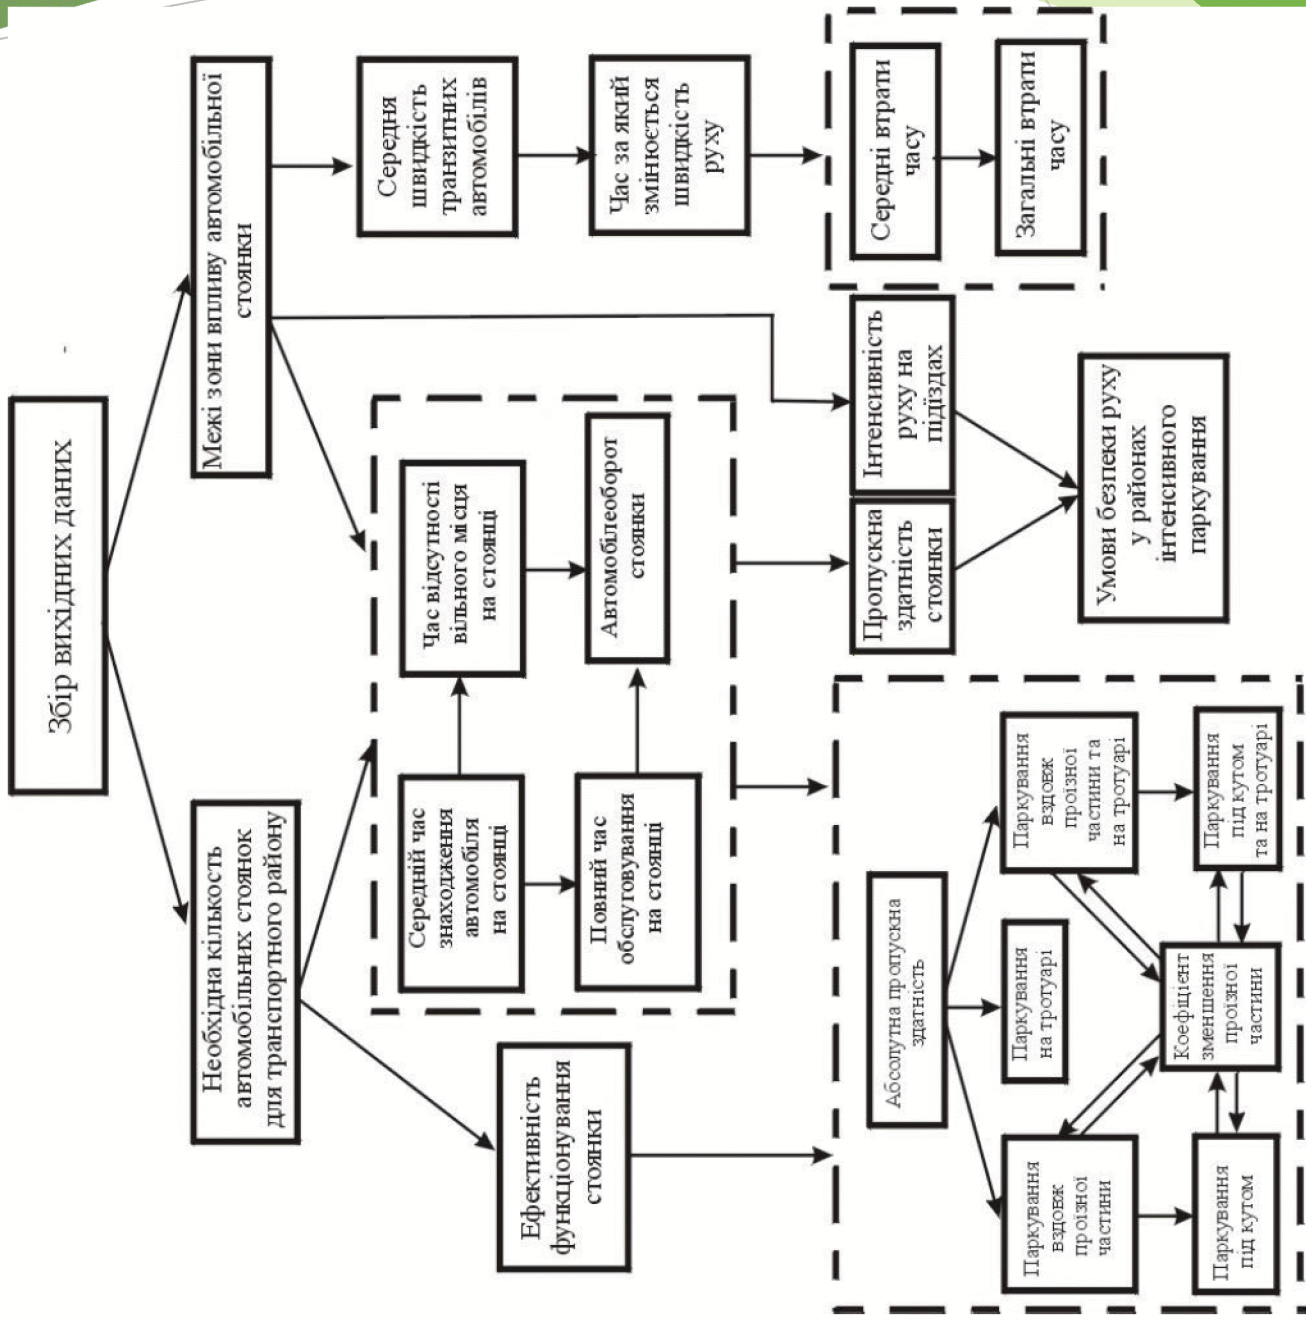 Збір вихідних даних
Необхідна кількость
автомобільних стоянок
для транспортного району
Межі зони впливу автомобільної
стоянки
Ефективність
функціонування
стоянки
Середній час
знаходження
автомобіля
на стоянці
Час відсутності
вільного місця
на стоянці
Повний час
обслуговування
на стоянці
Автомобілеоборот
стоянки
Середня
швидкість
транзитних
автомобілів
Час за який
змінюється
швидкість
руху
Середні втрати
часу
Загальні втрати
часу
Інтенсивність
руху на
підїздах
Пропускна
здатність
стоянки
Умови безпеки руху
у районах
інтенсивного
паркування
Абсолутна пропускна
здатність
Паркування
вздовж
проїзної
частини
Паркування
на тротуарі
Паркування
вздовж
проїзної
частини та
на тротуарі
Паркування
під кутом
Коефіцієнт
зменшення
проїзної
частини
Паркування
під кутом
та на тротуарі